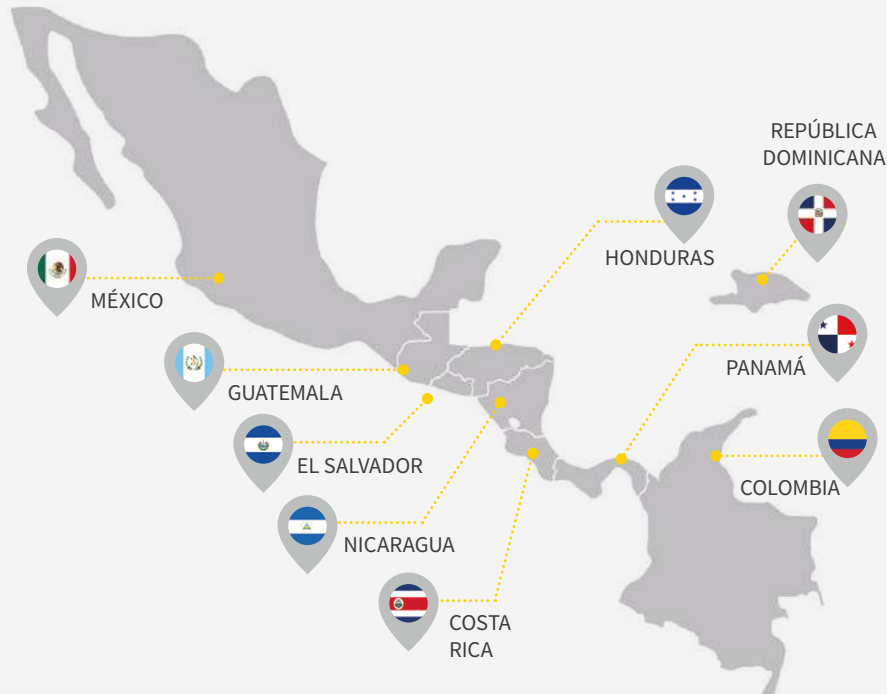 REPÚBLICA
DOMINICANA
HONDURAS
MÉXICO
PANAMÁ
GUATEMALA
EL SALVADOR
COLOMBIA
NICARAGUA
COSTA
RICA